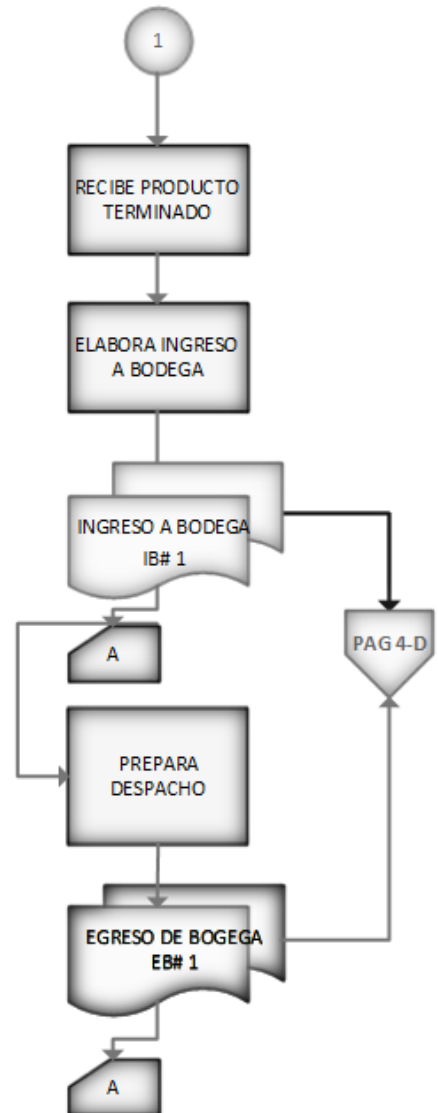 1
RECIBE PRODUCTO
TERMINADO
ELABORA INGRESO
A BODEGA
INGRESO A BODEGA
IB# 1
A
PAG 4-D
PREPARA
DESPACHO
EGRESO DE BOGEGA
EB# 1
A